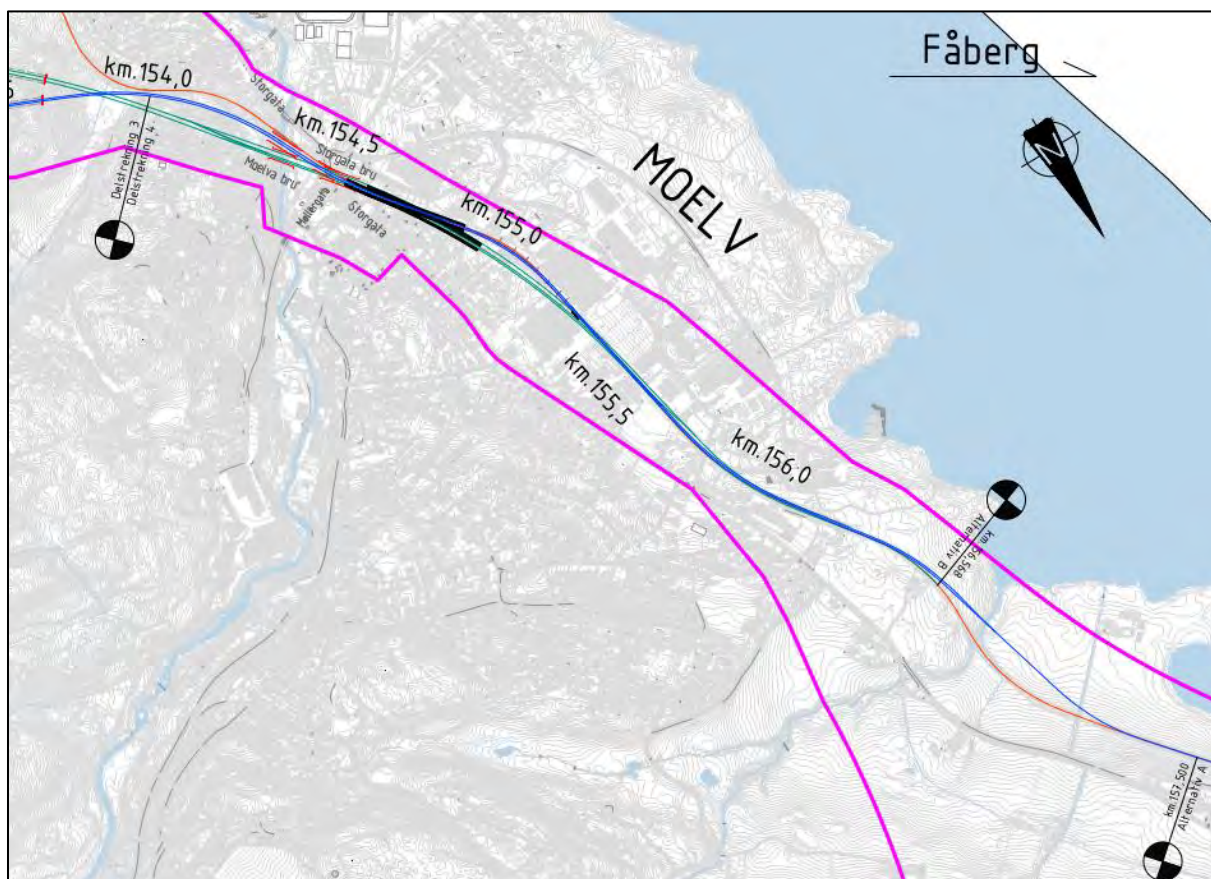 Fåberg
km. 154,0
Storgata
km. 154,5
Storgata bru
Moelva bru
Møllergata
Storgata
Delstrekning 3
Delstrekning 4
MOELV
km. 155,0
km. 155,5
km. 156,0
Alternativ B
km. 156,568
km. 157,500
Alternativ A
N